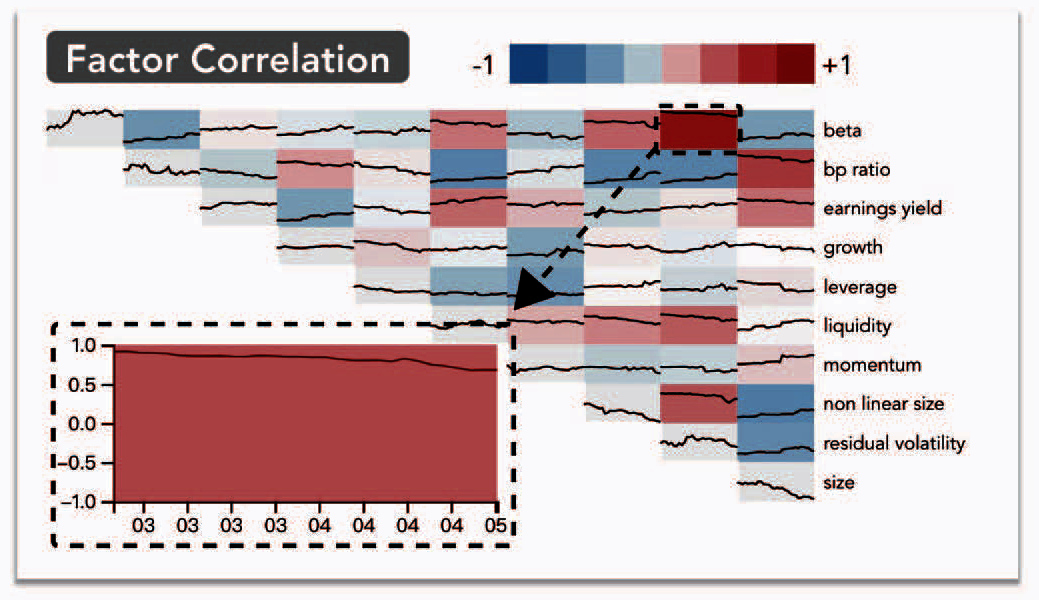 Factor Correlation
-1 +1
beta
bp ratio
earnings yield
growth
leverage
liquidity
momentum
non linear size
residual volatility
size
1.0
0.5
0.0
−0.5
−1.0
03 03 03 03 04 04 04 04 05